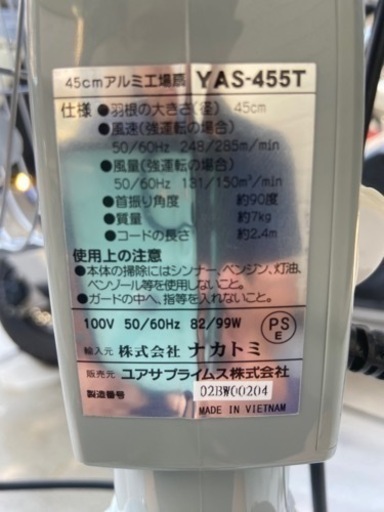 45cmアルミ工場扇 YAS-455T
仕様 ●羽根の大きさ(径) 45cm
●風速(強運転の場合)
50/60Hz 248/285m/min
●風量(強運転の場合)
50/60Hz 131/150m³/min
●首振り角度 約90度
●質量 約7kg
●コードの長さ 約2.4m
使用上の注意
●本体の掃除にはシンナー、ベンジン、灯油、
ベンゾール等を使用しないこと。
●ガードの中へ、指等を入れないこと。
100V 50/60Hz 82/99W PSE
輸入元 株式会社 ナカトミ
販売元 ユアサプライムス株式会社
製造番号 02BW00204
MADE IN VIETNAM